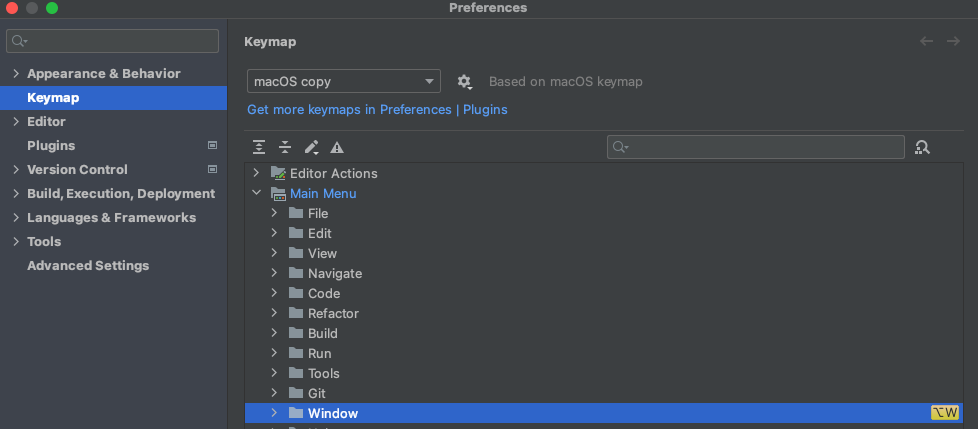 Preferences
Appearance & Behavior
Keymap
Editor
Plugins
Version Control
Build, Execution, Deployment
Languages & Frameworks
Tools
Advanced Settings
Keymap
macOS copy
Based on macOS keymap
Get more keymaps in Preferences | Plugins
Editor Actions
Main Menu
File
Edit
View
Navigate
Code
Refactor
Build
Run
Tools
Git
Window ⌥W